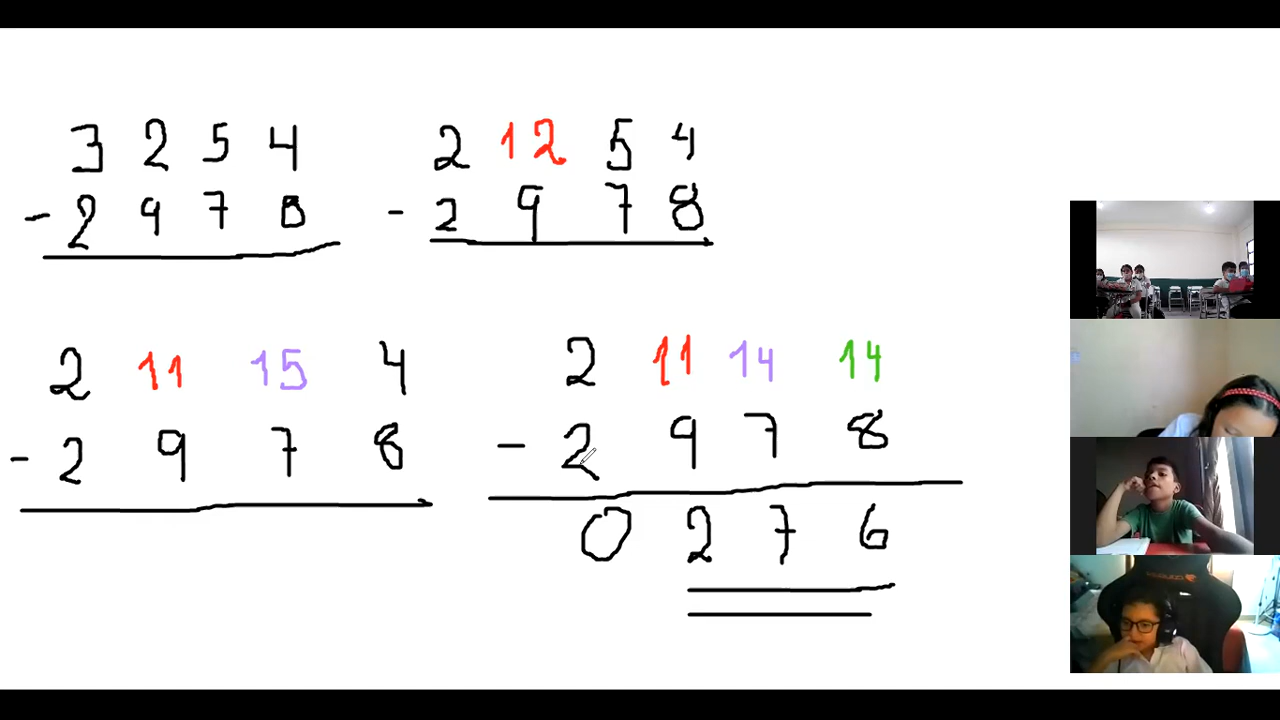 3 2 5 4
- 2 9 7 8
2 12 5 4
- 2 9 7 8
2 11 15 4
- 2 9 7 8
2 11 14 14
- 2 9 7 8
0 2 7 6